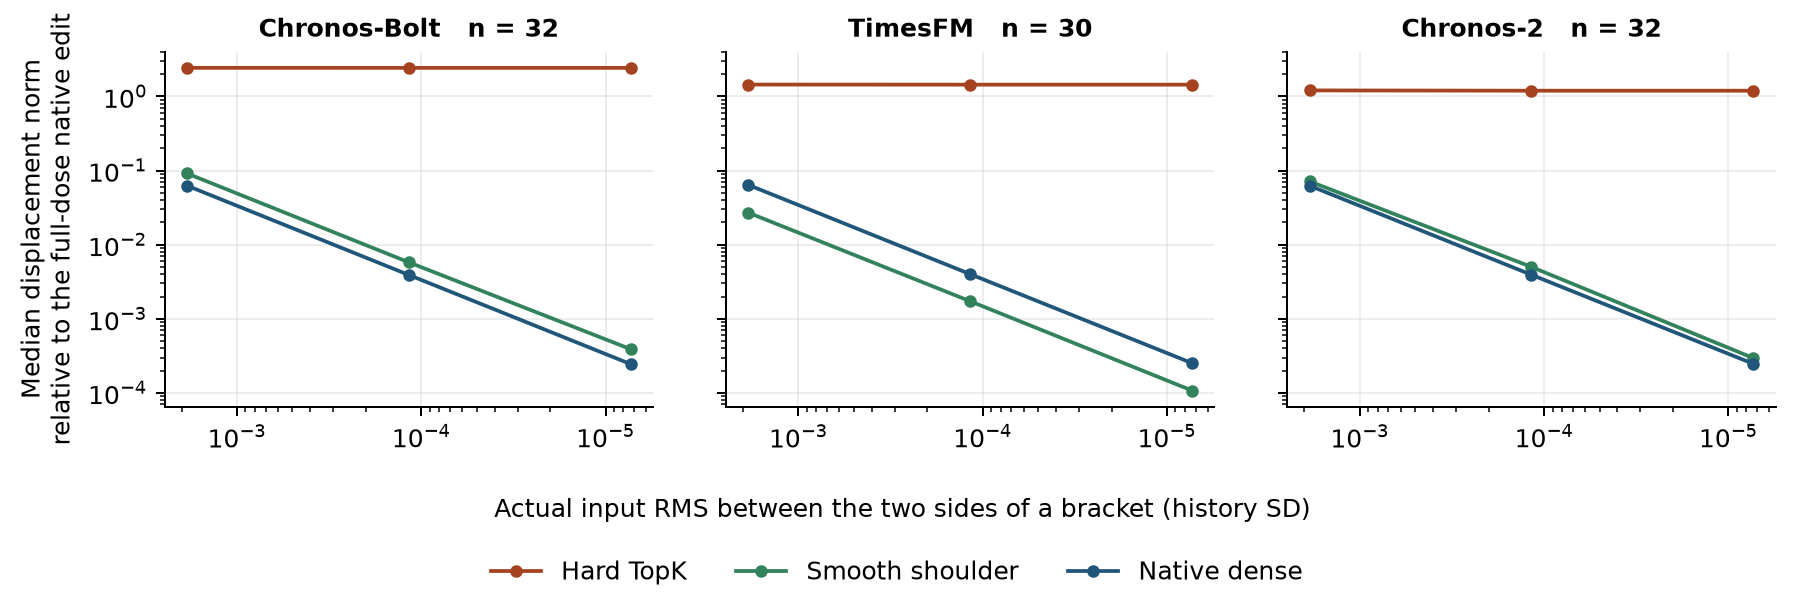 Chronos-Bolt n = 32
TimesFM n = 30
Chronos-2 n = 32
Median displacement norm
relative to the full-dose native edit
10⁰
10⁻¹
10⁻²
10⁻³
10⁻⁴
10⁻³ 10⁻⁴ 10⁻⁵
10⁻³ 10⁻⁴ 10⁻⁵
10⁻³ 10⁻⁴ 10⁻⁵
Actual input RMS between the two sides of a bracket (history SD)
Hard TopK Smooth shoulder Native dense